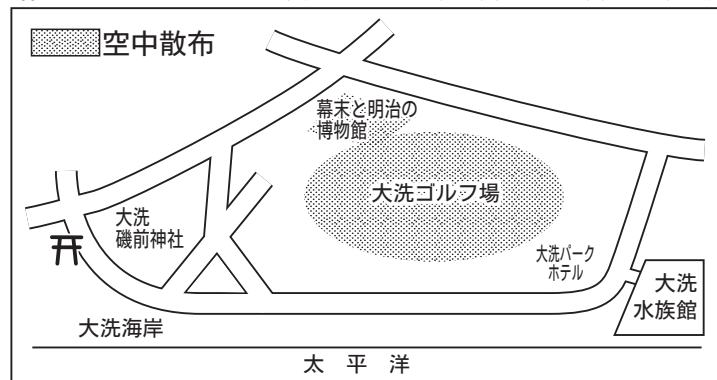 空中散布
幕末と明治の
博物館
大洗ゴルフ場
大洗
磯前神社
大洗パーク
ホテル
大洗
水族館
大洗海岸
太平洋